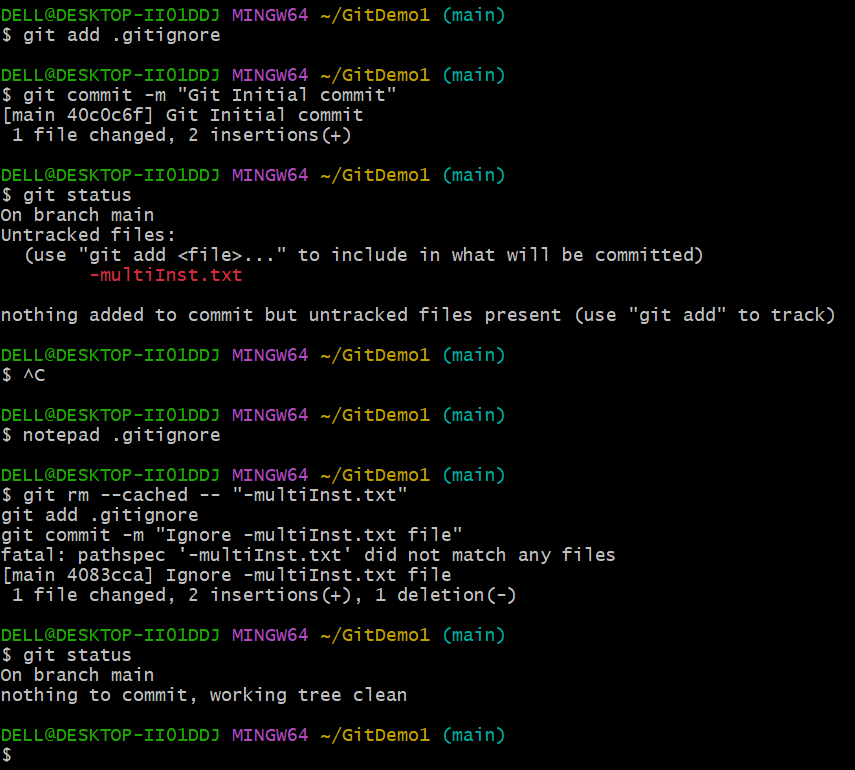 DELL@DESKTOP-II01DDJ MINGW64 ~/GitDemo1 (main)
$ git add .gitignore
DELL@DESKTOP-II01DDJ MINGW64 ~/GitDemo1 (main)
$ git commit -m "Git Initial commit"
[main 40c0c6f] Git Initial commit
 1 file changed, 2 insertions(+)
DELL@DESKTOP-II01DDJ MINGW64 ~/GitDemo1 (main)
$ git status
On branch main
Untracked files:
  (use "git add <file>..." to include in what will be committed)
        -multiInst.txt
nothing added to commit but untracked files present (use "git add" to track)
DELL@DESKTOP-II01DDJ MINGW64 ~/GitDemo1 (main)
$ ^C
DELL@DESKTOP-II01DDJ MINGW64 ~/GitDemo1 (main)
$ notepad .gitignore
DELL@DESKTOP-II01DDJ MINGW64 ~/GitDemo1 (main)
$ git rm --cached -- "-multiInst.txt"
git add .gitignore
git commit -m "Ignore -multiInst.txt file"
fatal: pathspec '-multiInst.txt' did not match any files
[main 4083cca] Ignore -multiInst.txt file
 1 file changed, 2 insertions(+), 1 deletion(-)
DELL@DESKTOP-II01DDJ MINGW64 ~/GitDemo1 (main)
$ git status
On branch main
nothing to commit, working tree clean
DELL@DESKTOP-II01DDJ MINGW64 ~/GitDemo1 (main)
$